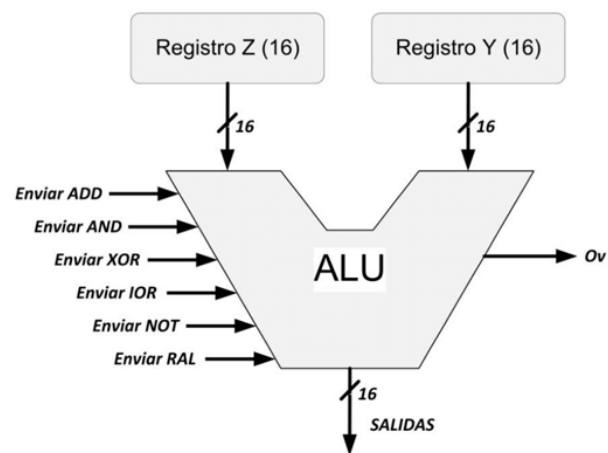 Registro Z (16)
Registro Y (16)
16
16
Enviar ADD
Enviar AND
Enviar XOR
Enviar IOR
Enviar NOT
Enviar RAL
ALU
Ov
16
SALIDAS